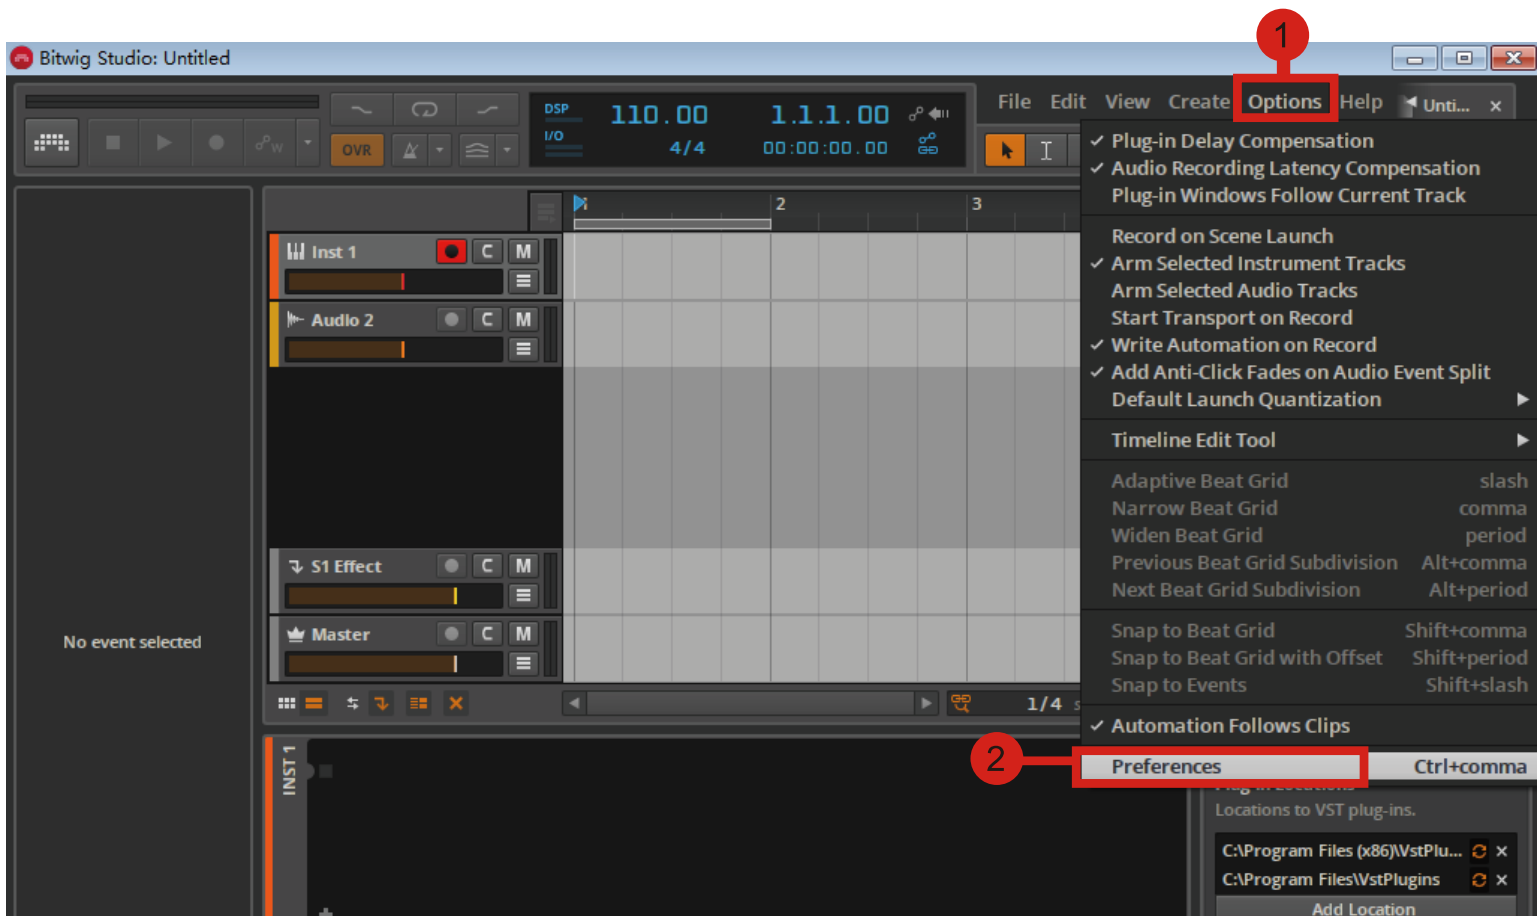 1
Bitwig Studio: Untitled
File Edit View Create Options Help Unti... ×
DSP
I/O
110.00
4/4
1.1.1.00
00:00:00.00
W
OVR
Plug-in Delay Compensation
Audio Recording Latency Compensation
Plug-in Windows Follow Current Track
Record on Scene Launch
Arm Selected Instrument Tracks
Arm Selected Audio Tracks
Start Transport on Record
Write Automation on Record
Add Anti-Click Fades on Audio Event Split
Default Launch Quantization
Timeline Edit Tool
Adaptive Beat Grid slash
Narrow Beat Grid comma
Widen Beat Grid period
Previous Beat Grid Subdivision Alt+comma
Next Beat Grid Subdivision Alt+period
Snap to Beat Grid Shift+comma
Snap to Beat Grid with Offset Shift+period
Snap to Events Shift+slash
Automation Follows Clips
2
Preferences Ctrl+comma
2 3
Inst 1 C M
Audio 2 C M
S1 Effect C M
Master C M
No event selected
1/4
INST 1
Plug-in Locations
Locations to VST plug-ins.
C:\Program Files (x86)\VstPlu...
C:\Program Files\VstPlugins
Add Location